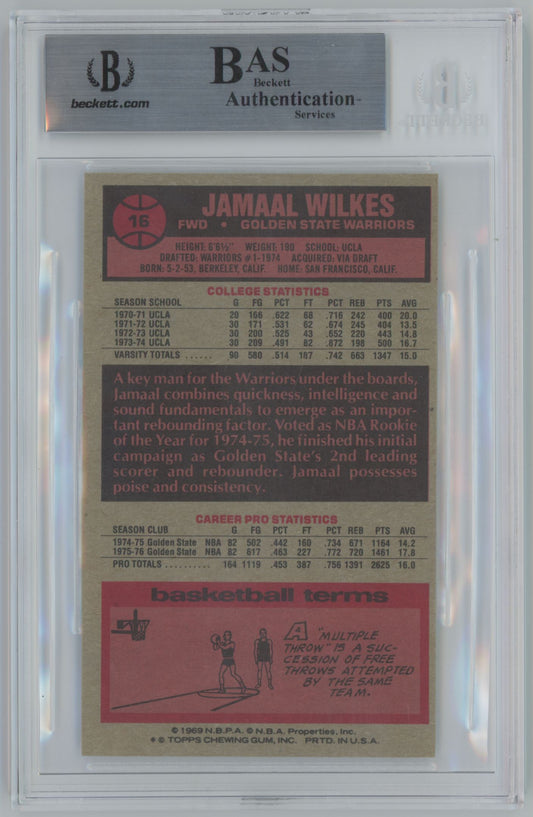 B
beckett.com
BAS
Beckett
Authentication
Services
16
JAMAAL WILKES
FWD • GOLDEN STATE WARRIORS
HEIGHT: 6'6½" WEIGHT: 190 SCHOOL: UCLA
DRAFTED: WARRIORS #1-1974 ACQUIRED: VIA DRAFT
BORN: 5-2-53, BERKELEY, CALIF. HOME: SAN FRANCISCO, CALIF.
COLLEGE STATISTICS
SEASON SCHOOL G FG PCT FT PCT REB PTS AVG
1970-71 UCLA 20 166 .622 68 .716 242 400 20.0
1971-72 UCLA 30 171 .531 62 .674 245 404 13.5
1972-73 UCLA 30 200 .525 43 .652 220 443 14.8
1973-74 UCLA 30 209 .491 82 .872 198 500 16.7
VARSITY TOTALS ...... 90 580 .514 187 .742 663 1347 15.0
A key man for the Warriors under the boards,
Jamaal combines quickness, intelligence and
sound fundamentals to emerge as an impor-
tant rebounding factor. Voted as NBA Rookie
of the Year for 1974-75, he finished his initial
campaign as Golden State's 2nd leading
scorer and rebounder. Jamaal possesses
poise and consistency.
CAREER PRO STATISTICS
SEASON CLUB G FG PCT FT PCT REB PTS AVG
1974-75 Golden State NBA 82 502 .442 160 .734 671 1164 14.2
1975-76 Golden State NBA 82 617 .463 227 .772 720 1461 17.8
PRO TOTALS .......... 164 1119 .453 387 .756 1391 2625 16.0
basketball terms
A "MULTIPLE
THROW" IS A SUC-
CESSION OF FREE
THROWS ATTEMPTED
BY THE SAME
TEAM.
© 1969 N.B.P.A. © N.B.A. Properties, Inc.
♦ © TOPPS CHEWING GUM, INC. PRTD. IN U.S.A.